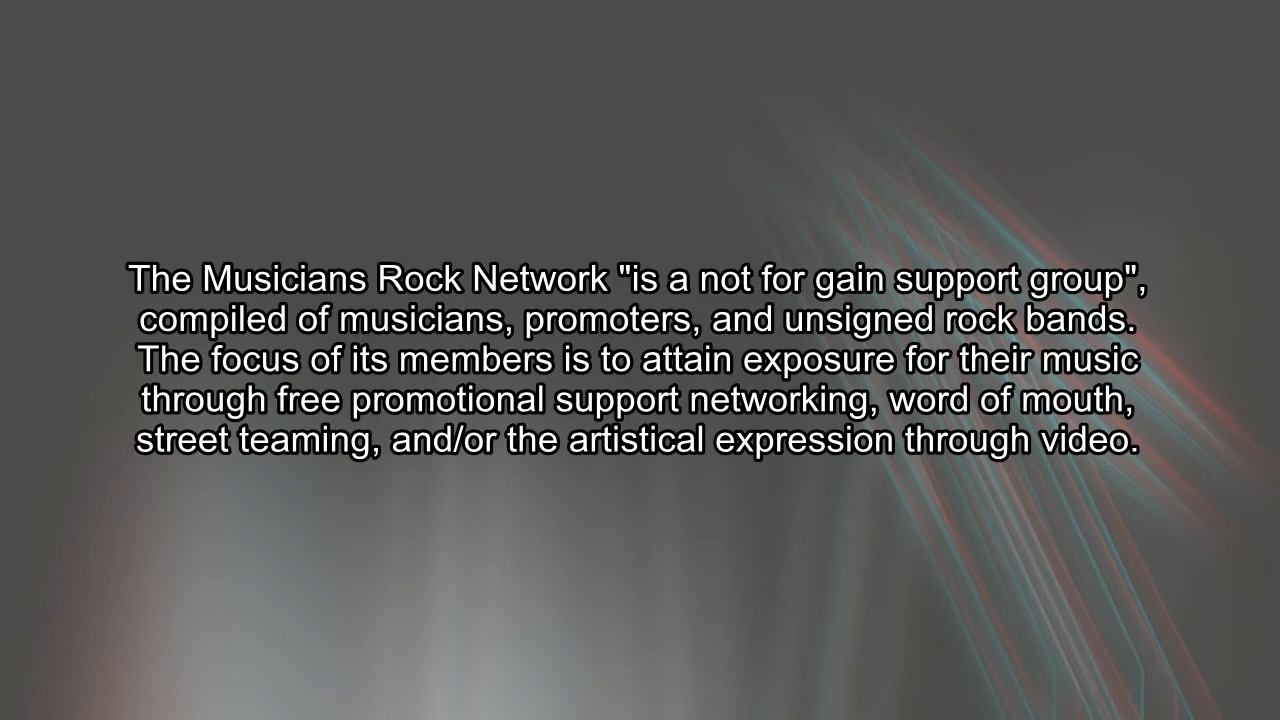 The Musicians Rock Network "is a not for gain support group",
compiled of musicians, promoters, and unsigned rock bands.
The focus of its members is to attain exposure for their music
through free promotional support networking, word of mouth,
street teaming, and/or the artistical expression through video.